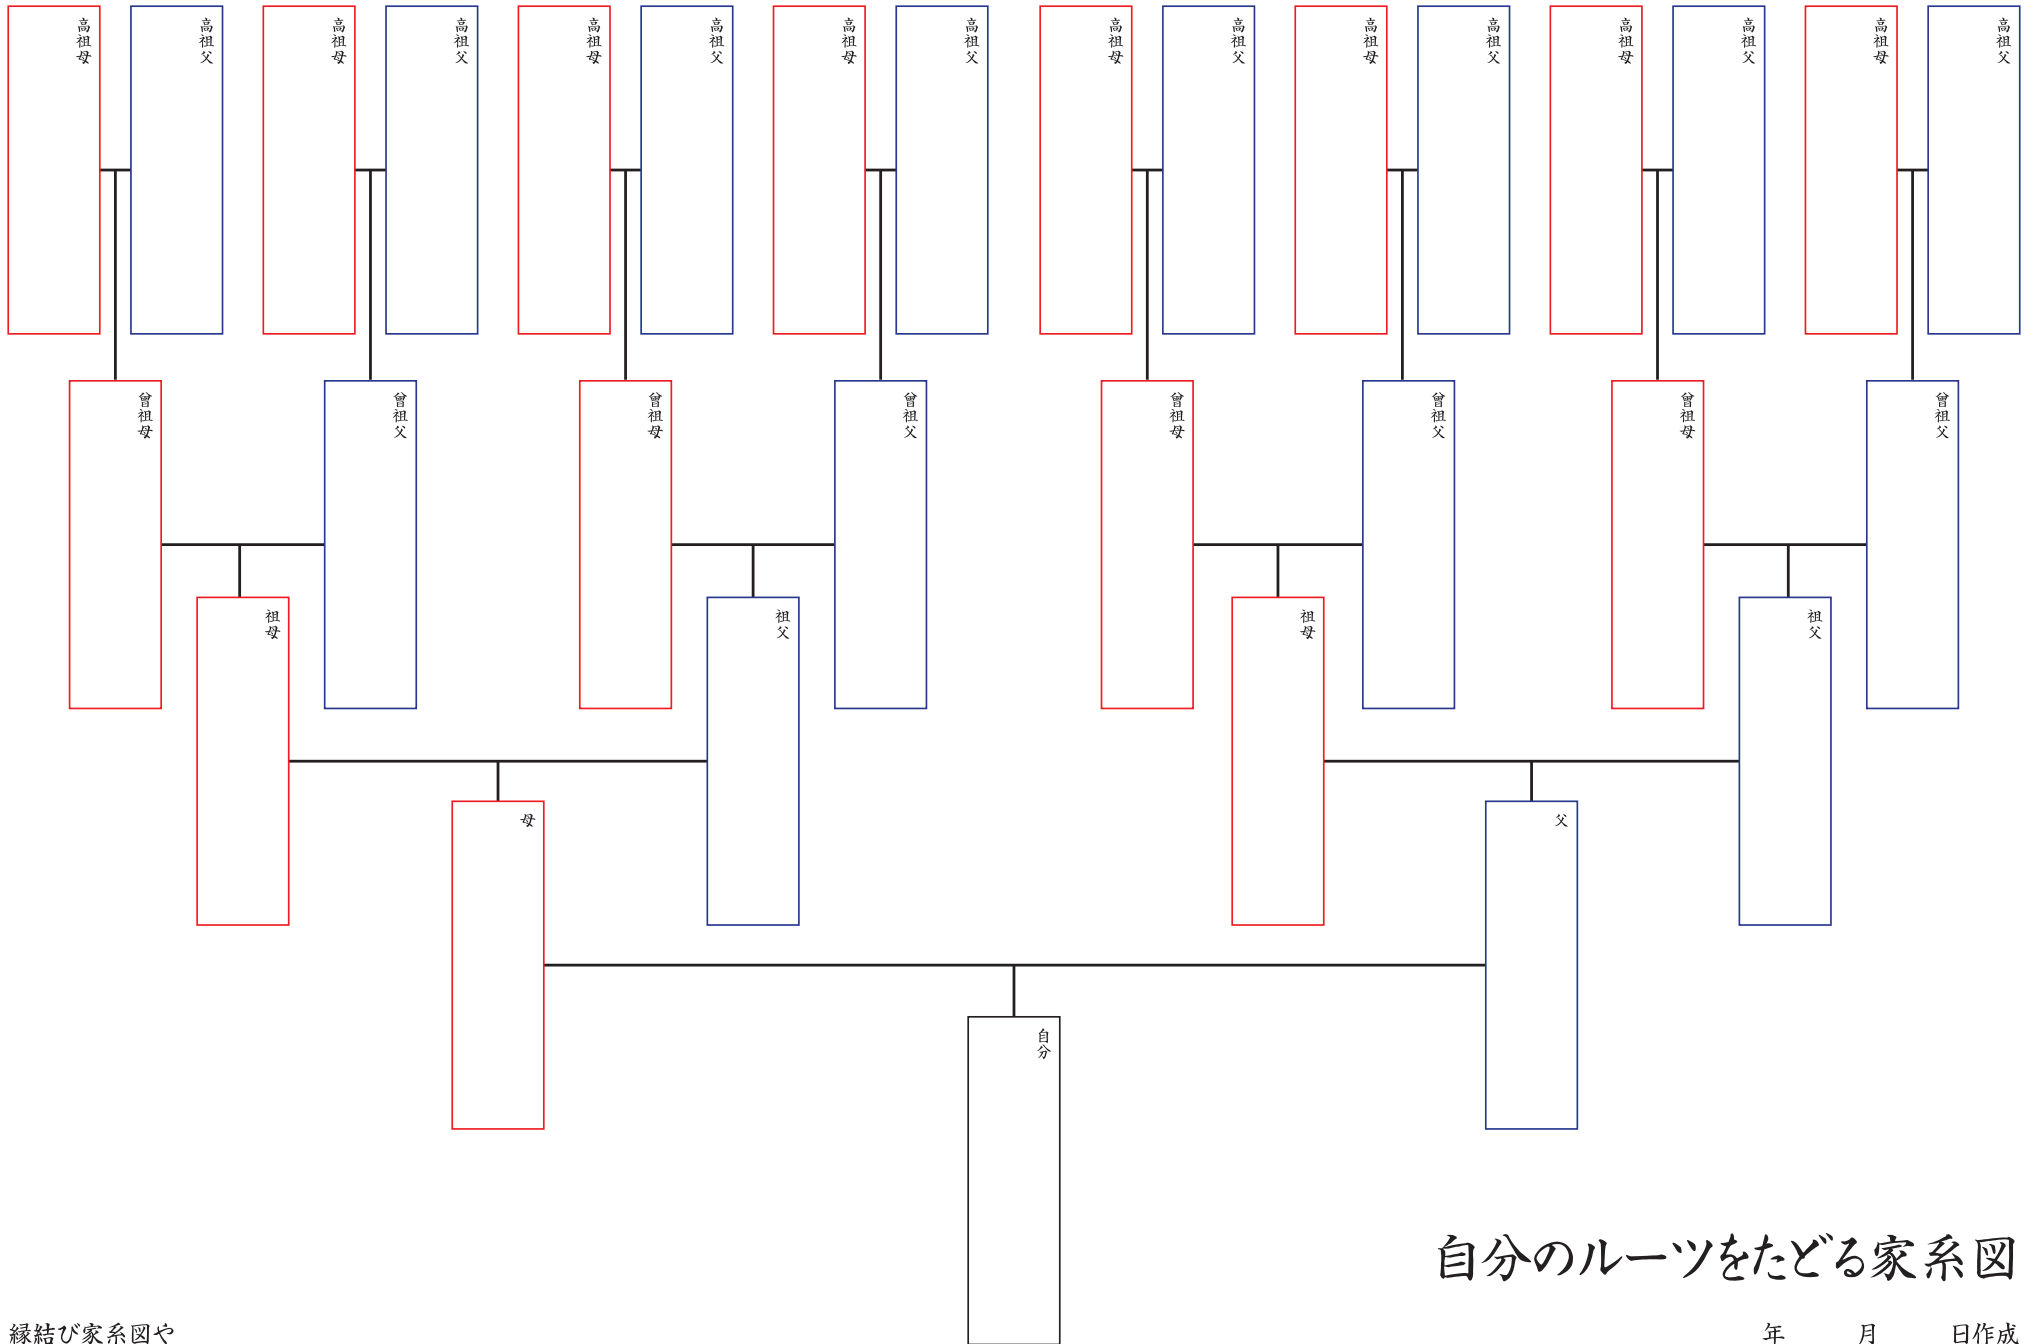 高祖母
高祖父
高祖母
高祖父
高祖母
高祖父
高祖母
高祖父
高祖母
高祖父
高祖母
高祖父
高祖母
高祖父
高祖母
高祖父
曾祖母
曾祖父
曾祖母
曾祖父
曾祖母
曾祖父
曾祖母
曾祖父
祖母
祖父
祖母
祖父
母
父
自分
自分のルーツをたどる家系図
縁結び家系図や
年 月 日作成